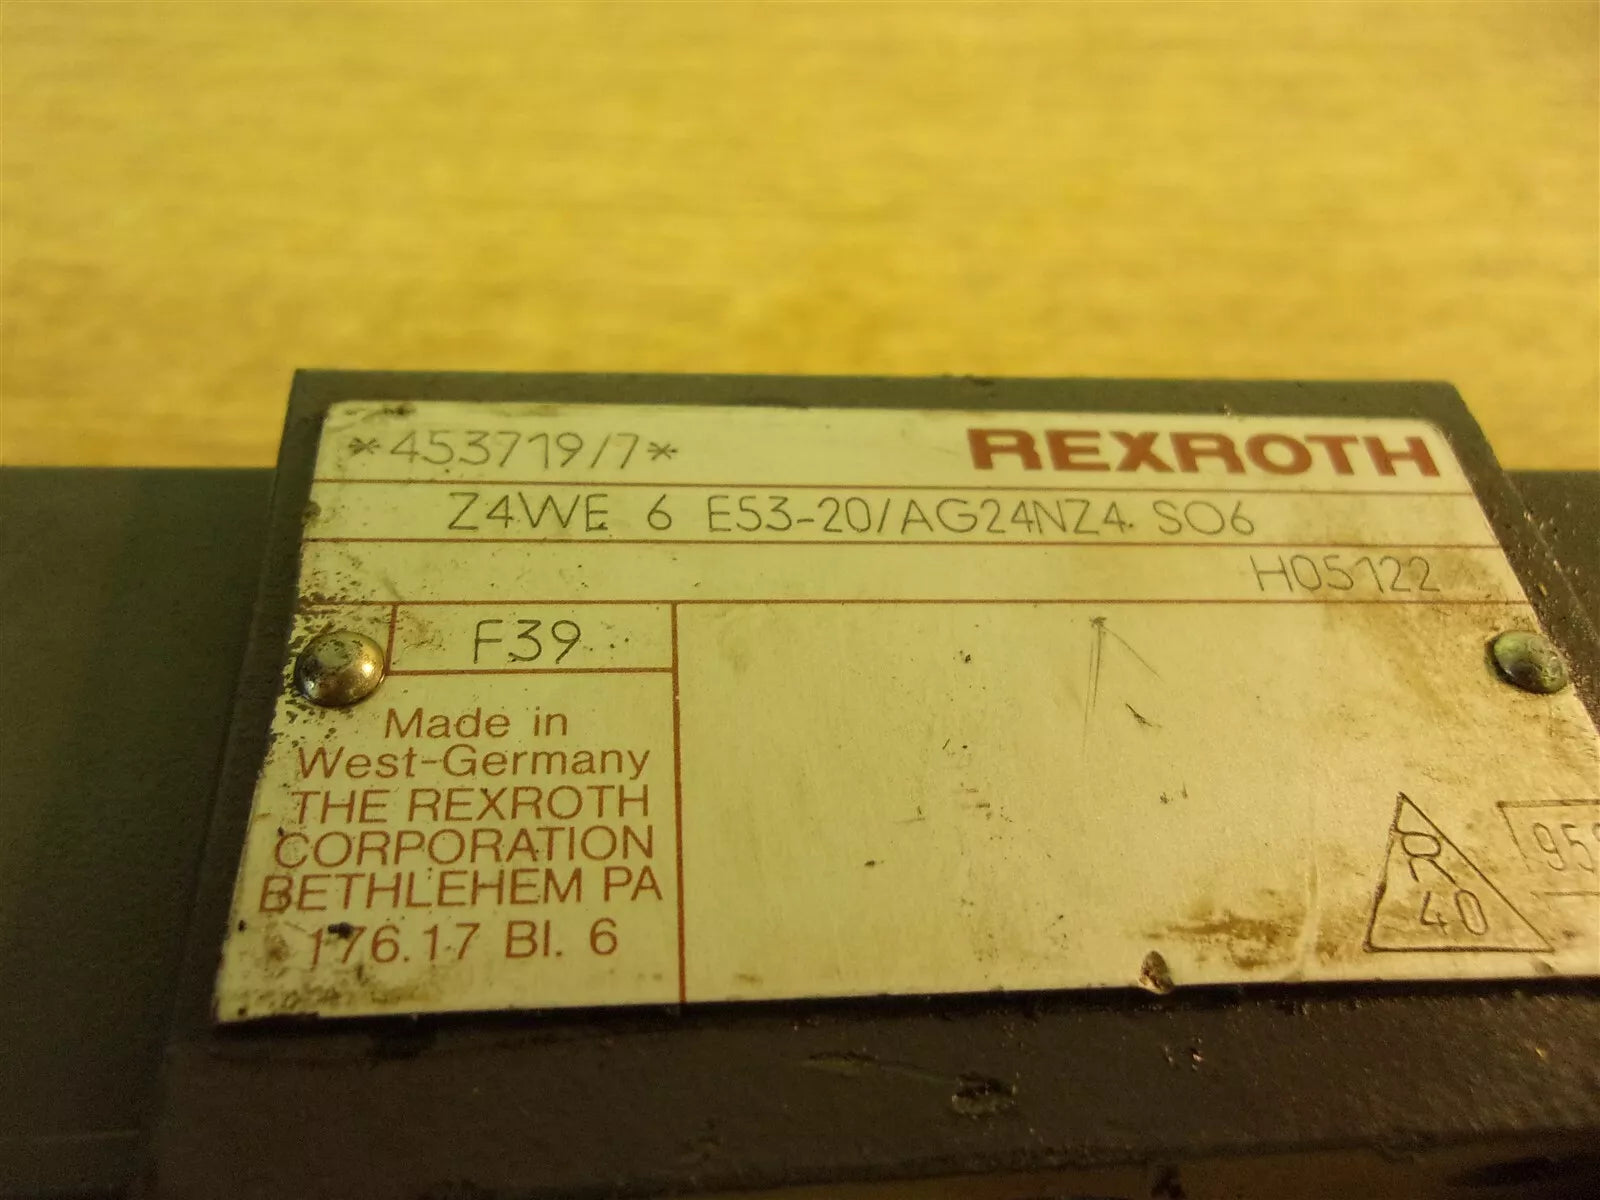 *453719/7* REXROTH
Z4WE 6 E53-20/AG24NZ4 SO6
H05122
F39
Made in
West-Germany
THE REXROTH
CORPORATION
BETHLEHEM PA
176.17 Bl. 6
R
40